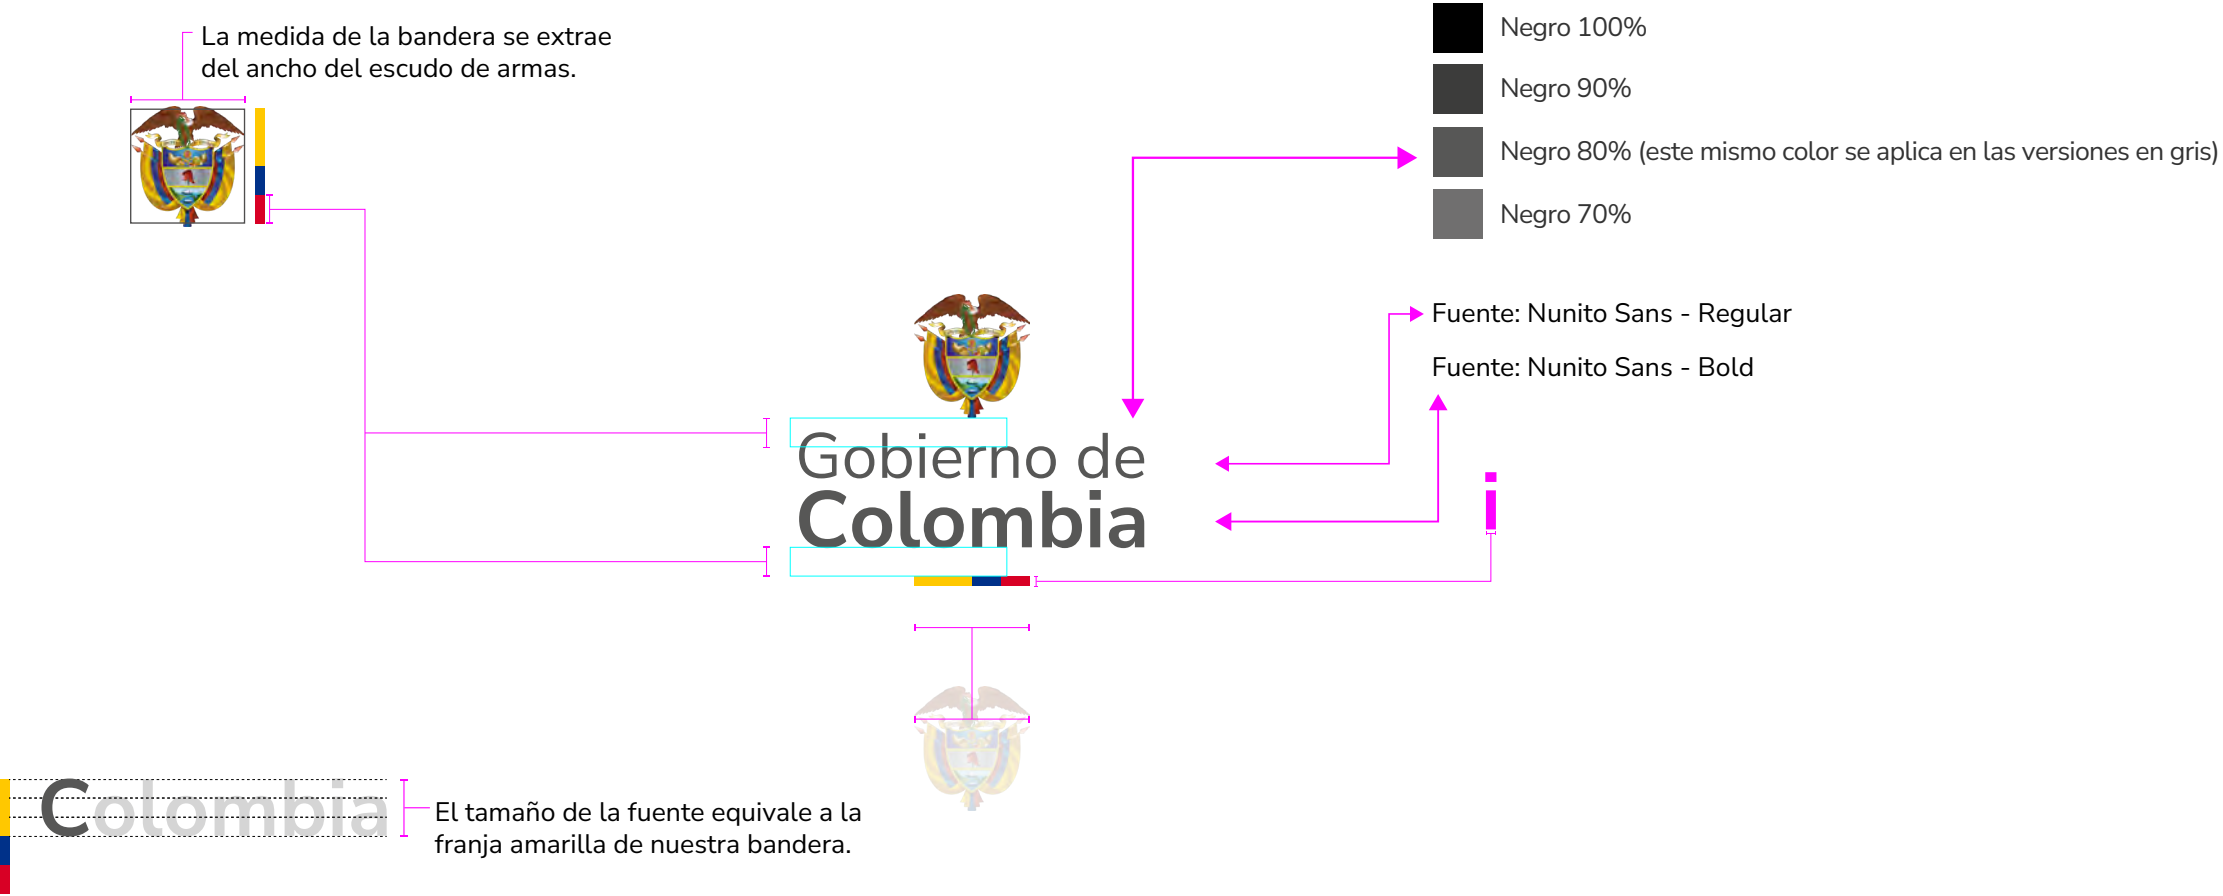 La medida de la bandera se extrae
del ancho del escudo de armas.
Negro 100%
Negro 90%
Negro 80% (este mismo color se aplica en las versiones en gris)
Negro 70%
Fuente: Nunito Sans - Regular
Fuente: Nunito Sans - Bold
Gobierno de
Colombia
i
Colombia
El tamaño de la fuente equivale a la
franja amarilla de nuestra bandera.